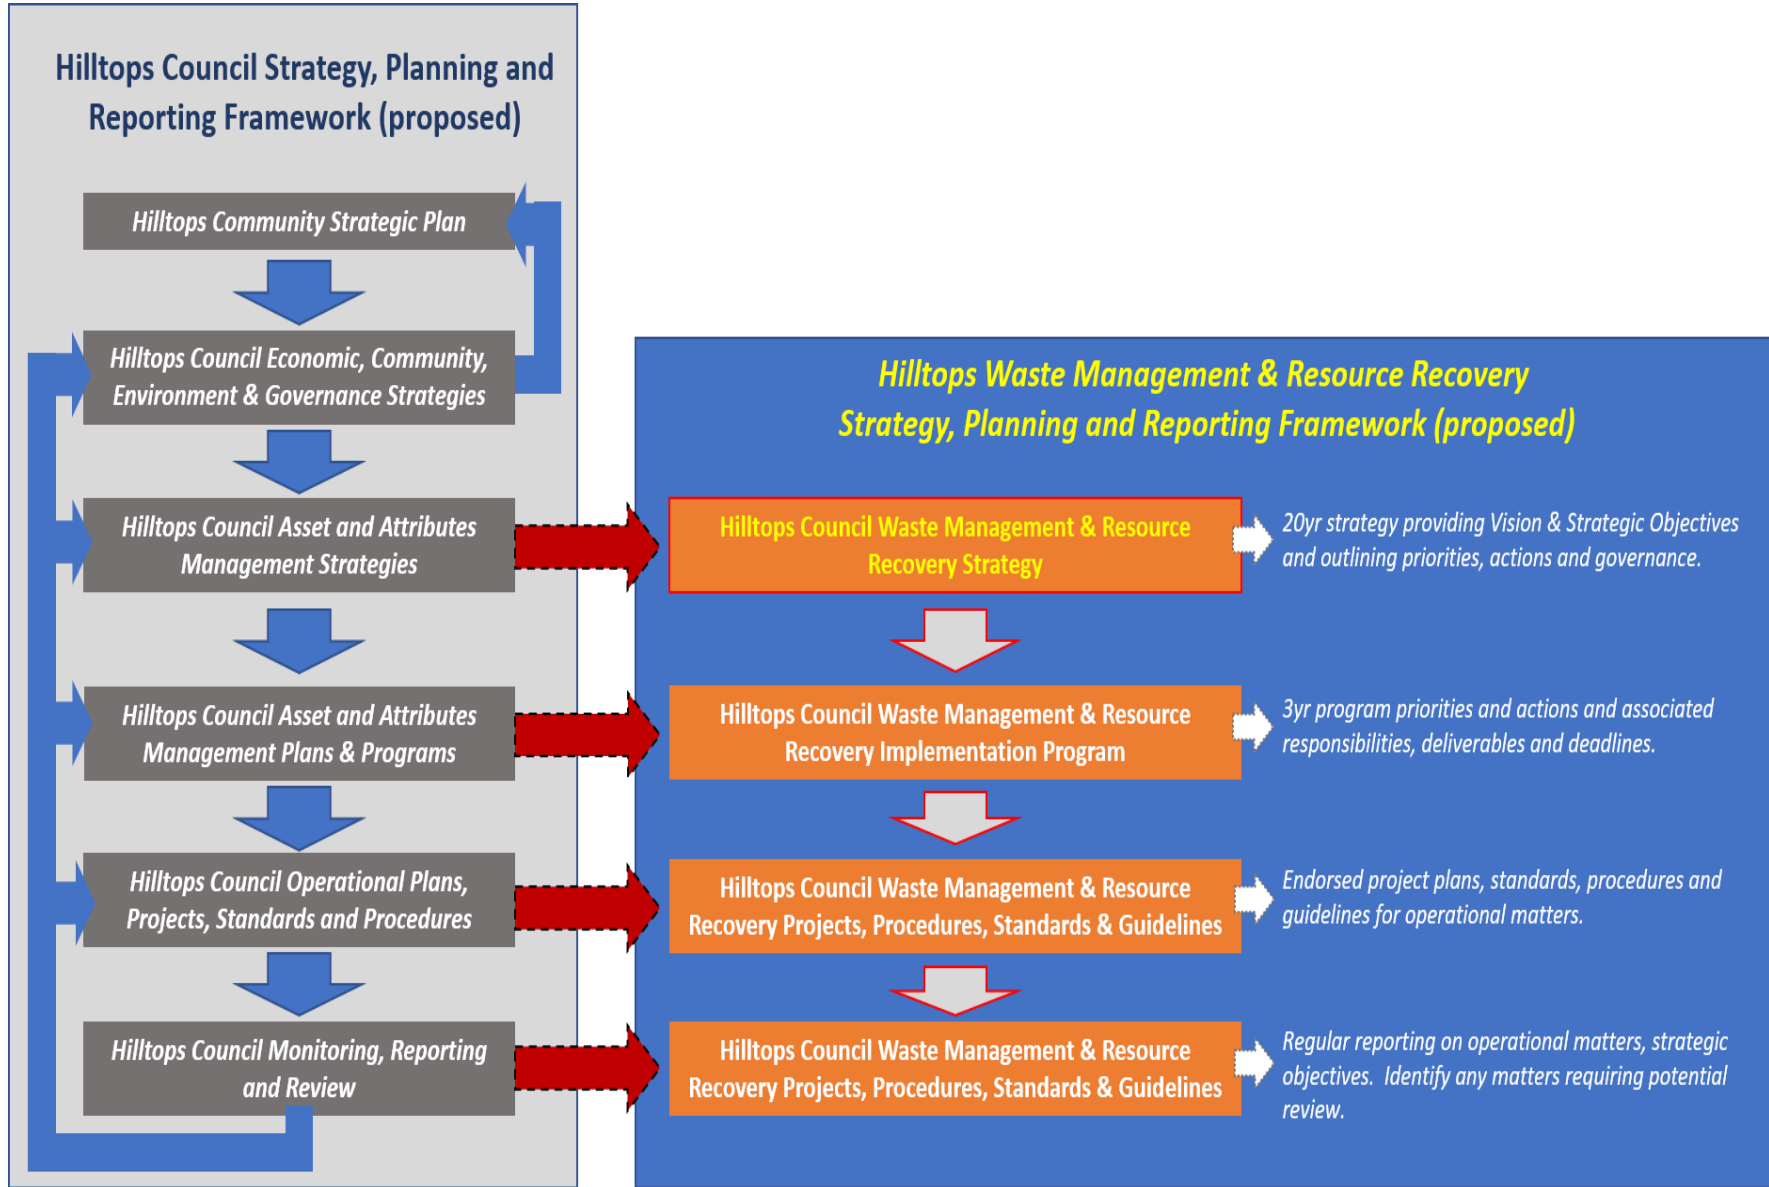 Hilltops Council Strategy, Planning and
Reporting Framework (proposed)
Hilltops Community Strategic Plan
Hilltops Council Economic, Community,
Environment & Governance Strategies
Hilltops Council Asset and Attributes
Management Strategies
Hilltops Council Asset and Attributes
Management Plans & Programs
Hilltops Council Operational Plans,
Projects, Standards and Procedures
Hilltops Council Monitoring, Reporting
and Review
Hilltops Waste Management & Resource Recovery
Strategy, Planning and Reporting Framework (proposed)
Hilltops Council Waste Management & Resource
Recovery Strategy
20yr strategy providing Vision & Strategic Objectives
and outlining priorities, actions and governance.
Hilltops Council Waste Management & Resource
Recovery Implementation Program
3yr program priorities and actions and associated
responsibilities, deliverables and deadlines.
Hilltops Council Waste Management & Resource
Recovery Projects, Procedures, Standards & Guidelines
Endorsed project plans, standards, procedures and
guidelines for operational matters.
Hilltops Council Waste Management & Resource
Recovery Projects, Procedures, Standards & Guidelines
Regular reporting on operational matters, strategic
objectives.  Identify any matters requiring potential
review.